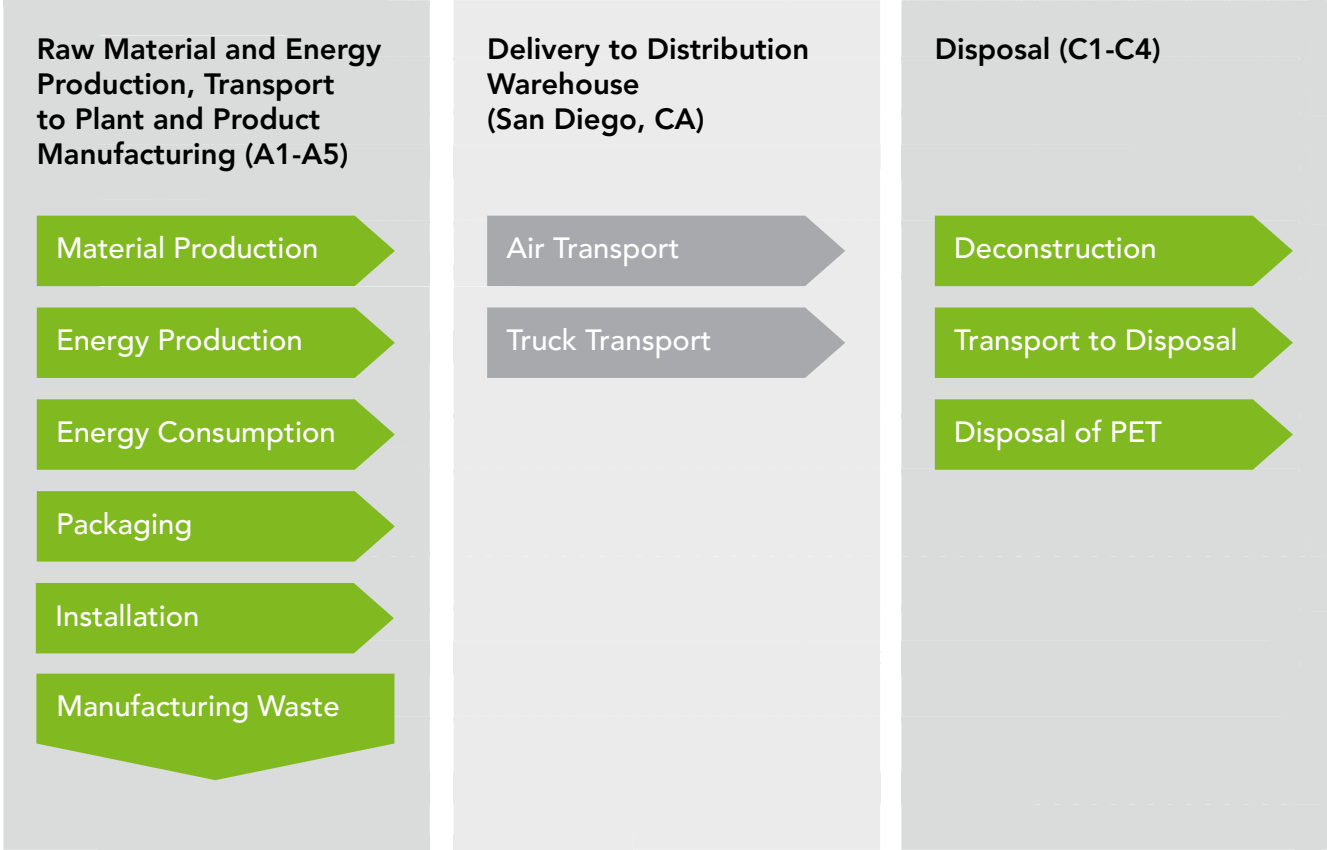 Raw Material and Energy
Production, Transport
to Plant and Product
Manufacturing (A1-A5)
Material Production
Energy Production
Energy Consumption
Packaging
Installation
Manufacturing Waste
Delivery to Distribution
Warehouse
(San Diego, CA)
Air Transport
Truck Transport
Disposal (C1-C4)
Deconstruction
Transport to Disposal
Disposal of PET